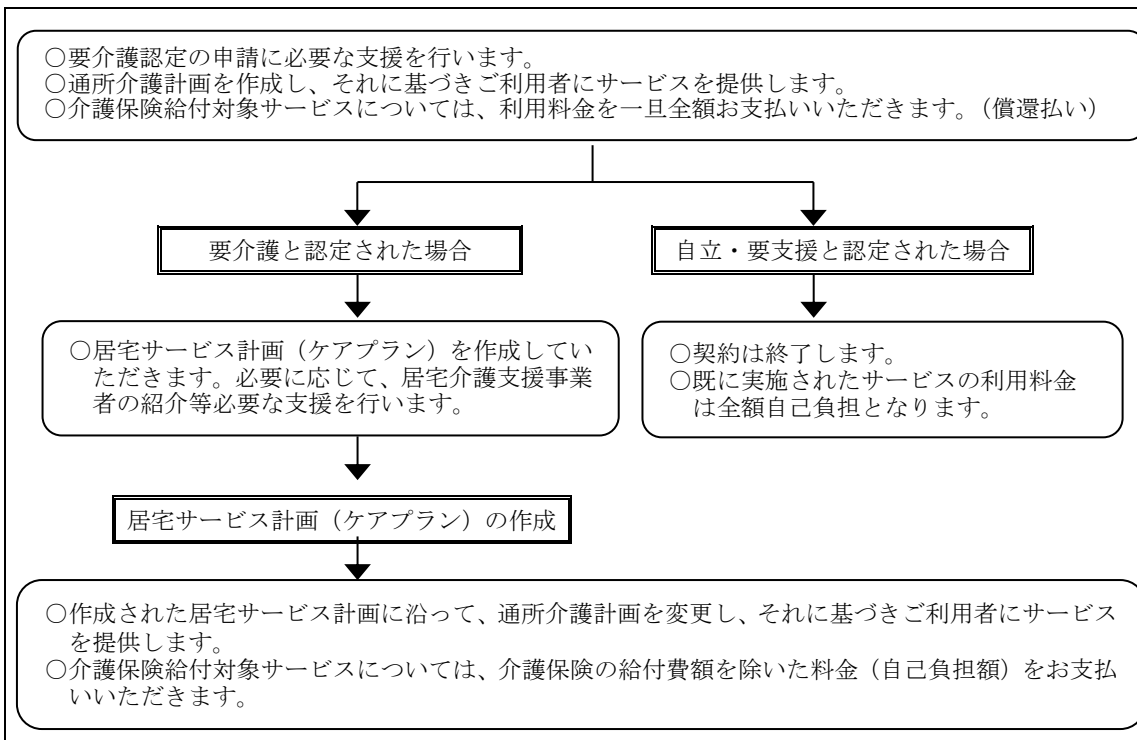 ○要介護認定の申請に必要な支援を行います。
○通所介護計画を作成し、それに基づきご利用者にサービスを提供します。
○介護保険給付対象サービスについては、利用料金を一旦全額お支払いいただきます。（償還払い）
要介護と認定された場合
自立・要支援と認定された場合
○居宅サービス計画（ケアプラン）を作成してい
ただきます。必要に応じて、居宅介護支援事業
者の紹介等必要な支援を行います。
○契約は終了します。
○既に実施されたサービスの利用料金
は全額自己負担となります。
居宅サービス計画（ケアプラン）の作成
○作成された居宅サービス計画に沿って、通所介護計画を変更し、それに基づきご利用者にサービス
を提供します。
○介護保険給付対象サービスについては、介護保険の給付費額を除いた料金（自己負担額）をお支払
いいただきます。